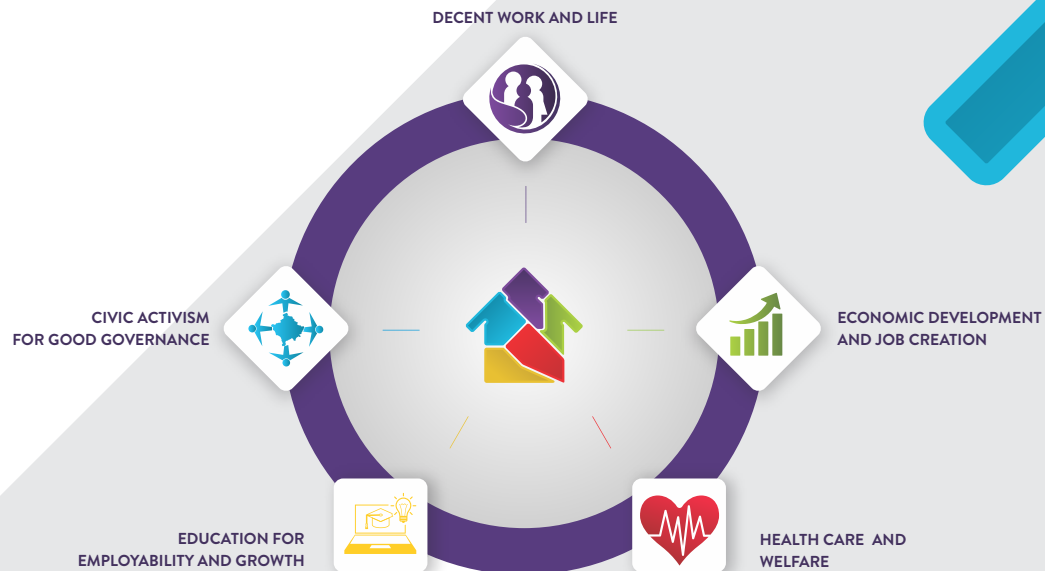 DECENT WORK AND LIFE
CIVIC ACTIVISM
FOR GOOD GOVERNANCE
ECONOMIC DEVELOPMENT
AND JOB CREATION
EDUCATION FOR
EMPLOYABILITY AND GROWTH
HEALTH CARE AND
WELFARE